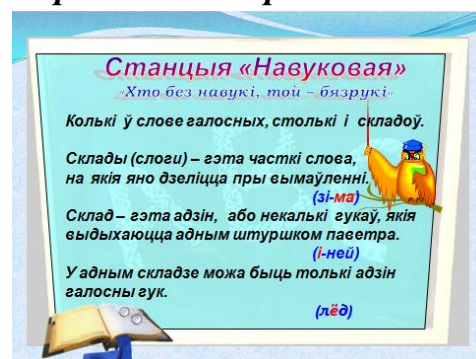 Станцыя «Навуковая»
«Хто без навукі, той – бязрукі»
Колькі ў слове галосных, столькі і складоў.
Склады (слоги) – гэта часткі слова,
на якія яно дзеліцца пры вымаўленні.
(зі-ма)
Склад – гэта адзін, або некалькі гукаў, якія
выдыхаюцца адным штуршком паветра.
(і-ней)
У адным складзе можа быць толькі адзін
галосны гук.
(лёд)